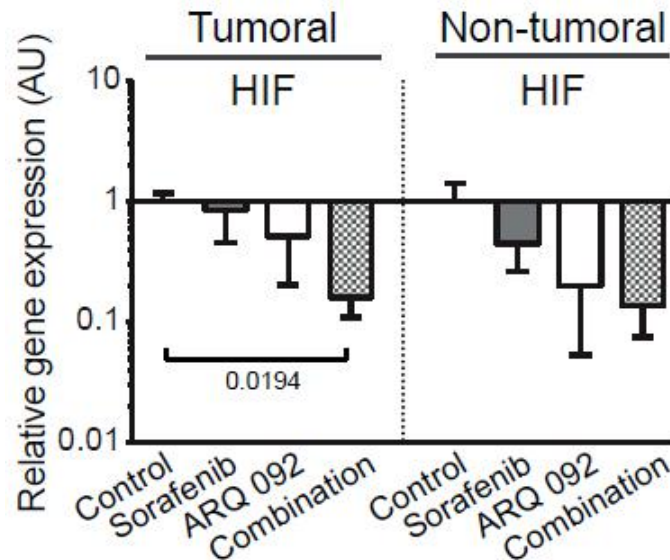 Tumoral
Non-tumoral
HIF
HIF
Relative gene expression (AU)
10
1
0.1
0.01
0.0194
Control
Sorafenib
ARQ 092
Combination
Control
Sorafenib
ARQ 092
Combination